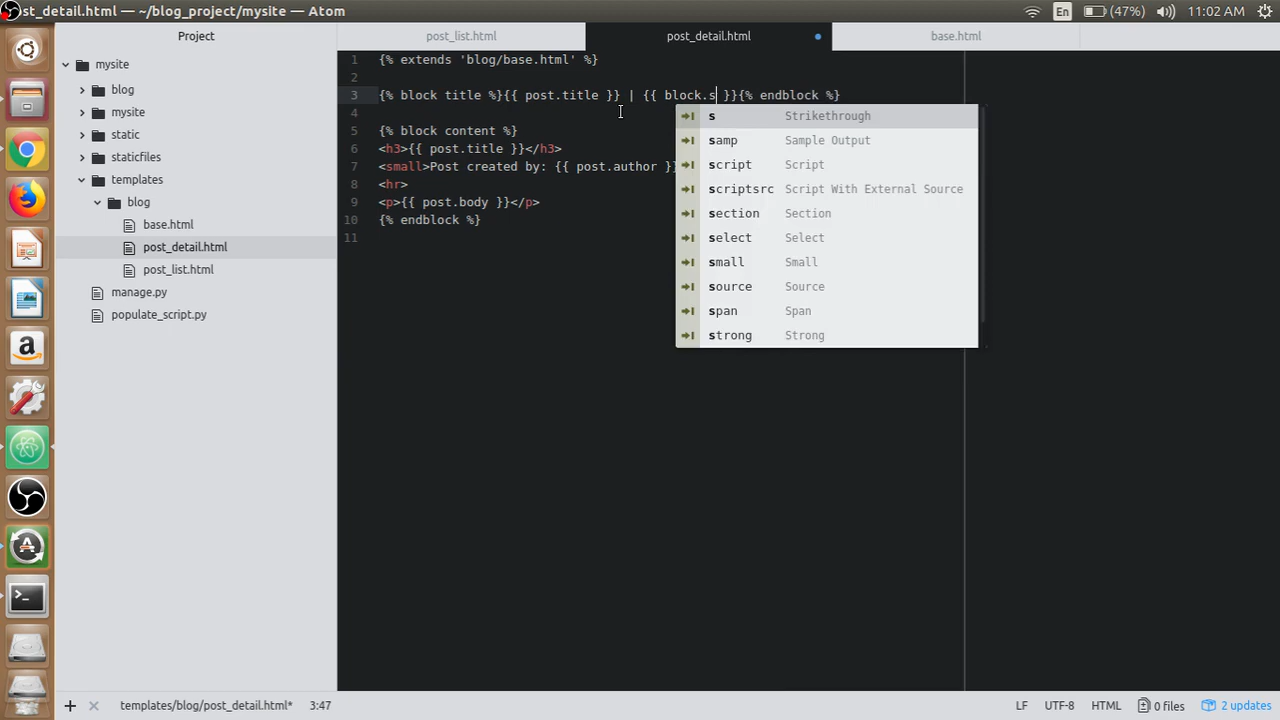 st_detail.html — ~/blog_project/mysite — Atom
En (47%) 11:02 AM
Project
post_list.html
post_detail.html
base.html
mysite
blog
mysite
static
staticfiles
templates
blog
base.html
post_detail.html
post_list.html
manage.py
populate_script.py
1 {% extends 'blog/base.html' %}
2
3 {% block title %}{{ post.title }} | {{ block.s }}{% endblock %}
4
5 {% block content %}
6 <h3>{{ post.title }}</h3>
7 <small>Post created by: {{ post.author }}
8 <hr>
9 <p>{{ post.body }}</p>
10 {% endblock %}
11
s Strikethrough
samp Sample Output
script Script
scriptsrc Script With External Source
section Section
select Select
small Small
source Source
span Span
strong Strong
templates/blog/post_detail.html* 3:47
LF UTF-8 HTML 0 files 2 updates